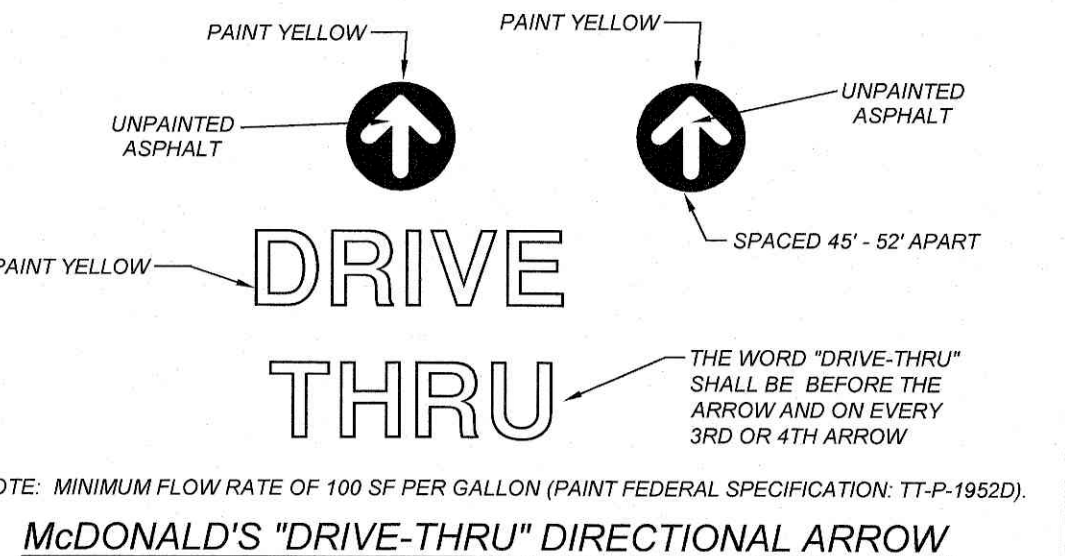 PAINT YELLOW
PAINT YELLOW
UNPAINTED
ASPHALT
UNPAINTED
ASPHALT
SPACED 45' - 52' APART
PAINT YELLOW
DRIVE
THRU
THE WORD "DRIVE-THRU"
SHALL BE BEFORE THE
ARROW AND ON EVERY
3RD OR 4TH ARROW
OTE: MINIMUM FLOW RATE OF 100 SF PER GALLON (PAINT FEDERAL SPECIFICATION: TT-P-1952D).
McDONALD'S "DRIVE-THRU" DIRECTIONAL ARROW